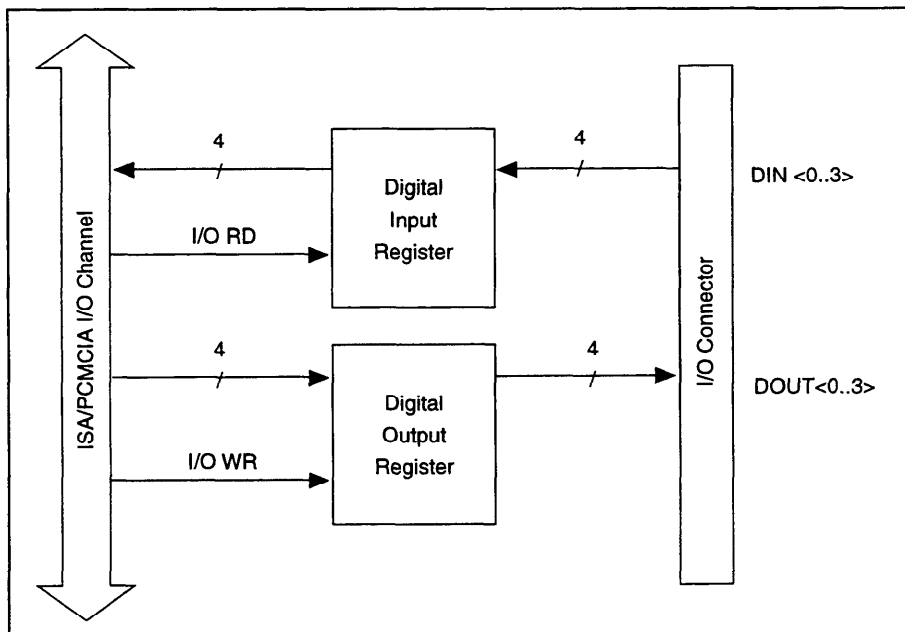 4
4
Digital
Input
Register
DIN <0..3>
I/O RD
ISA/PCMCIA I/O Channel
I/O Connector
4
4
Digital
Output
Register
DOUT<0..3>
I/O WR